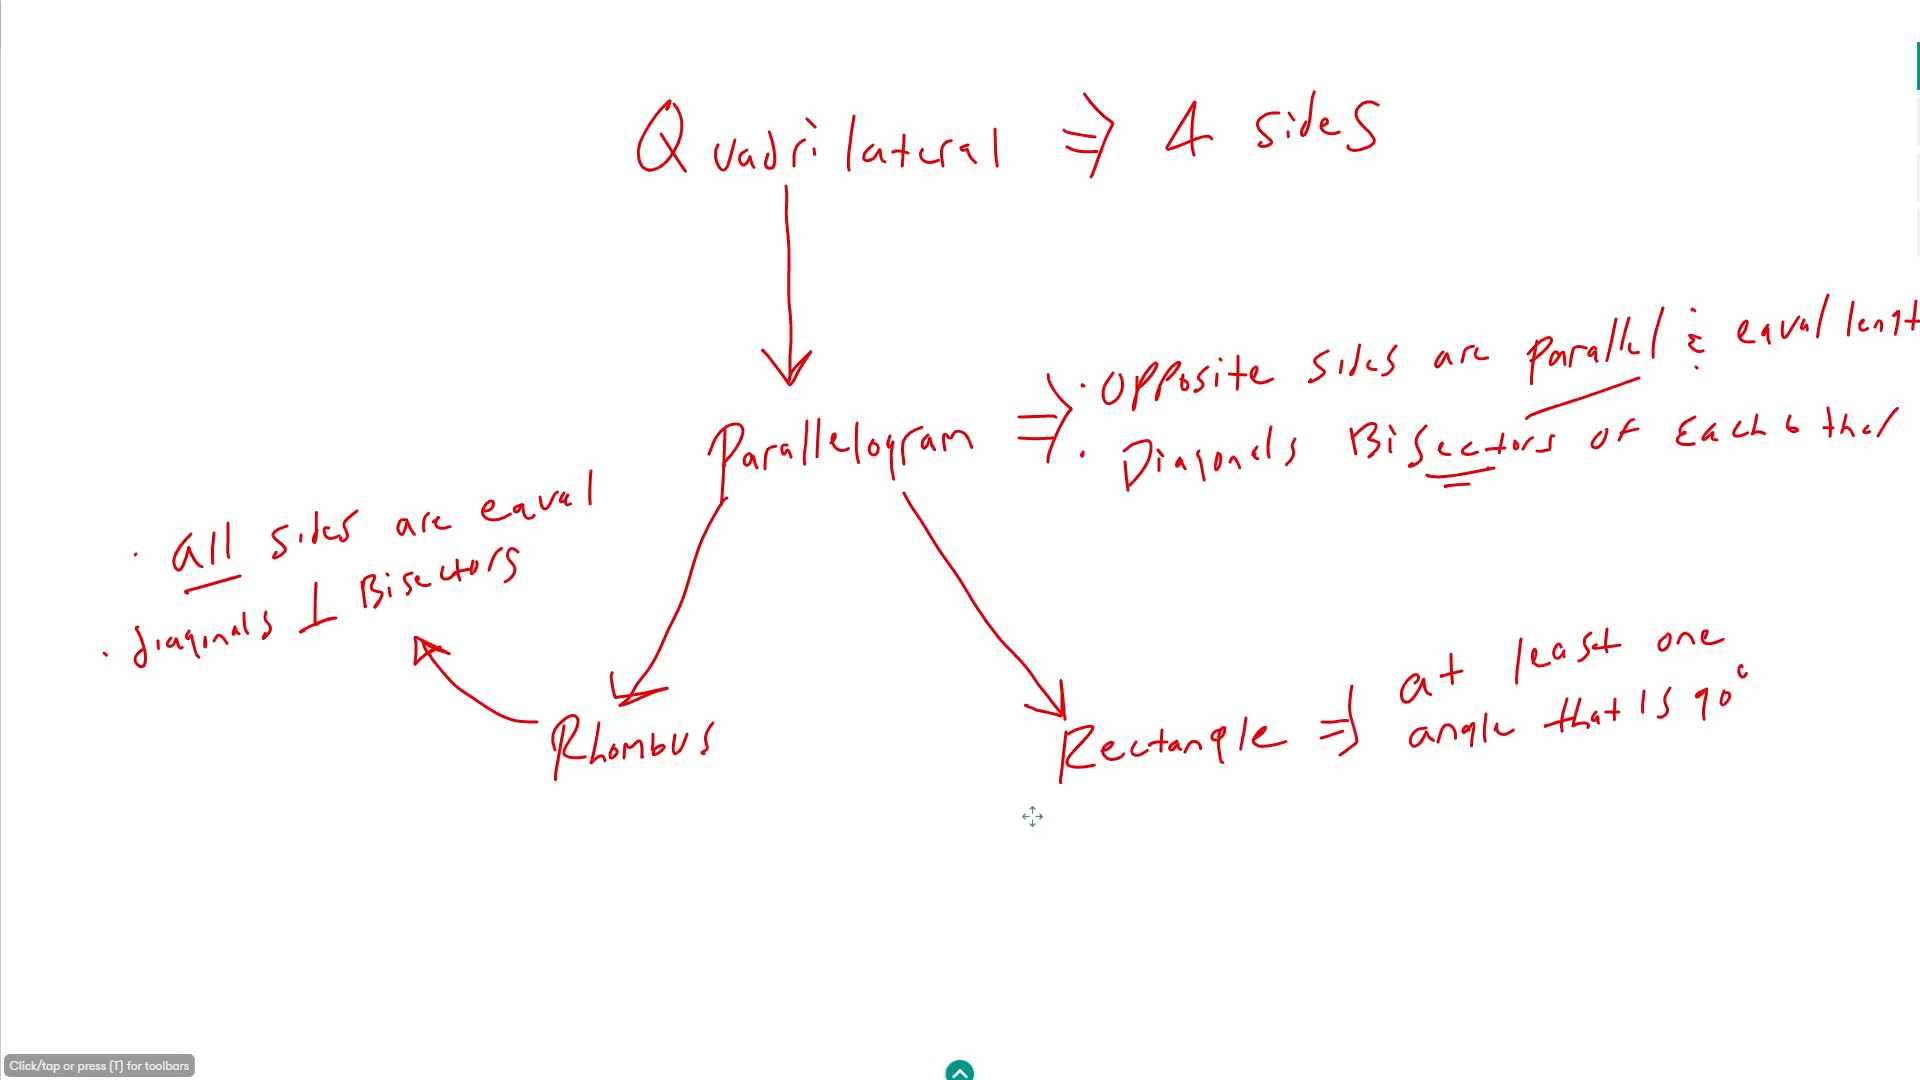 Quadrilateral ⇒ 4 sides
Parallelogram ⇒ · Opposite sides are parallel & equal lengt
· Diagonals Bisectors of Each other
· all sides are equal
· diagonals ⊥ Bisectors
Rhombus
Rectangle ⇒ at least one
angle that is 90°
Click/tap or press (T) for toolbars